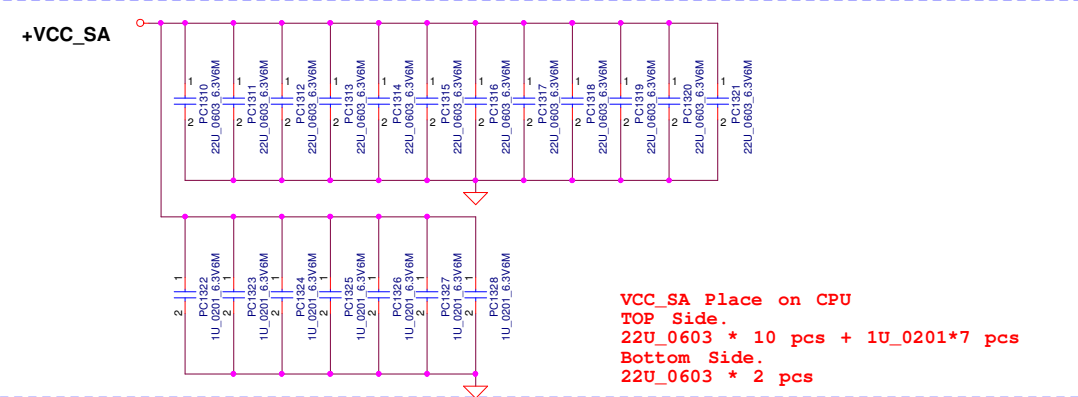 +VCC_SA
1 1 1 1 1 1 1 1 1 1 1 1
2 2 2 2 2 2 2 2 2 2 2 2
PC1310
22U_0603_6.3V6M
PC1311
22U_0603_6.3V6M
PC1312
22U_0603_6.3V6M
PC1313
22U_0603_6.3V6M
PC1314
22U_0603_6.3V6M
PC1315
22U_0603_6.3V6M
PC1316
22U_0603_6.3V6M
PC1317
22U_0603_6.3V6M
PC1318
22U_0603_6.3V6M
PC1319
22U_0603_6.3V6M
PC1320
22U_0603_6.3V6M
PC1321
22U_0603_6.3V6M
1 1 1 1 1 1 1
2 2 2 2 2 2 2
PC1322
1U_0201_6.3V6M
PC1323
1U_0201_6.3V6M
PC1324
1U_0201_6.3V6M
PC1325
1U_0201_6.3V6M
PC1326
1U_0201_6.3V6M
PC1327
1U_0201_6.3V6M
PC1328
1U_0201_6.3V6M
VCC_SA Place on CPU
TOP Side.
22U_0603 * 10 pcs + 1U_0201*7 pcs
Bottom Side.
22U_0603 * 2 pcs